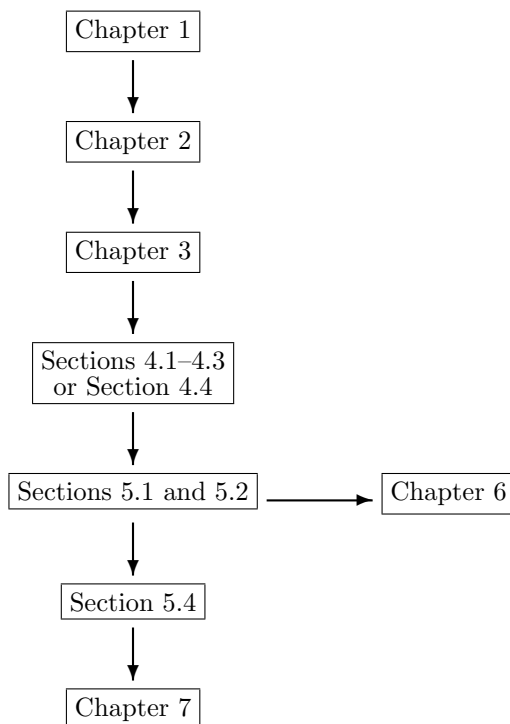 Chapter 1
Chapter 2
Chapter 3
Sections 4.1–4.3
or Section 4.4
Sections 5.1 and 5.2
Chapter 6
Section 5.4
Chapter 7